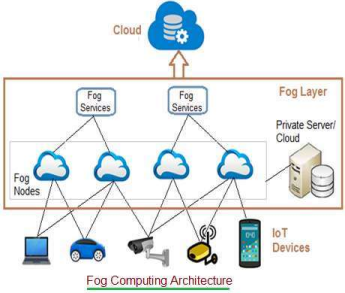 Cloud
Fog Layer
Fog
Services
Fog
Services
Private Server/
Cloud
Fog
Nodes
IoT
Devices
Fog Computing Architecture